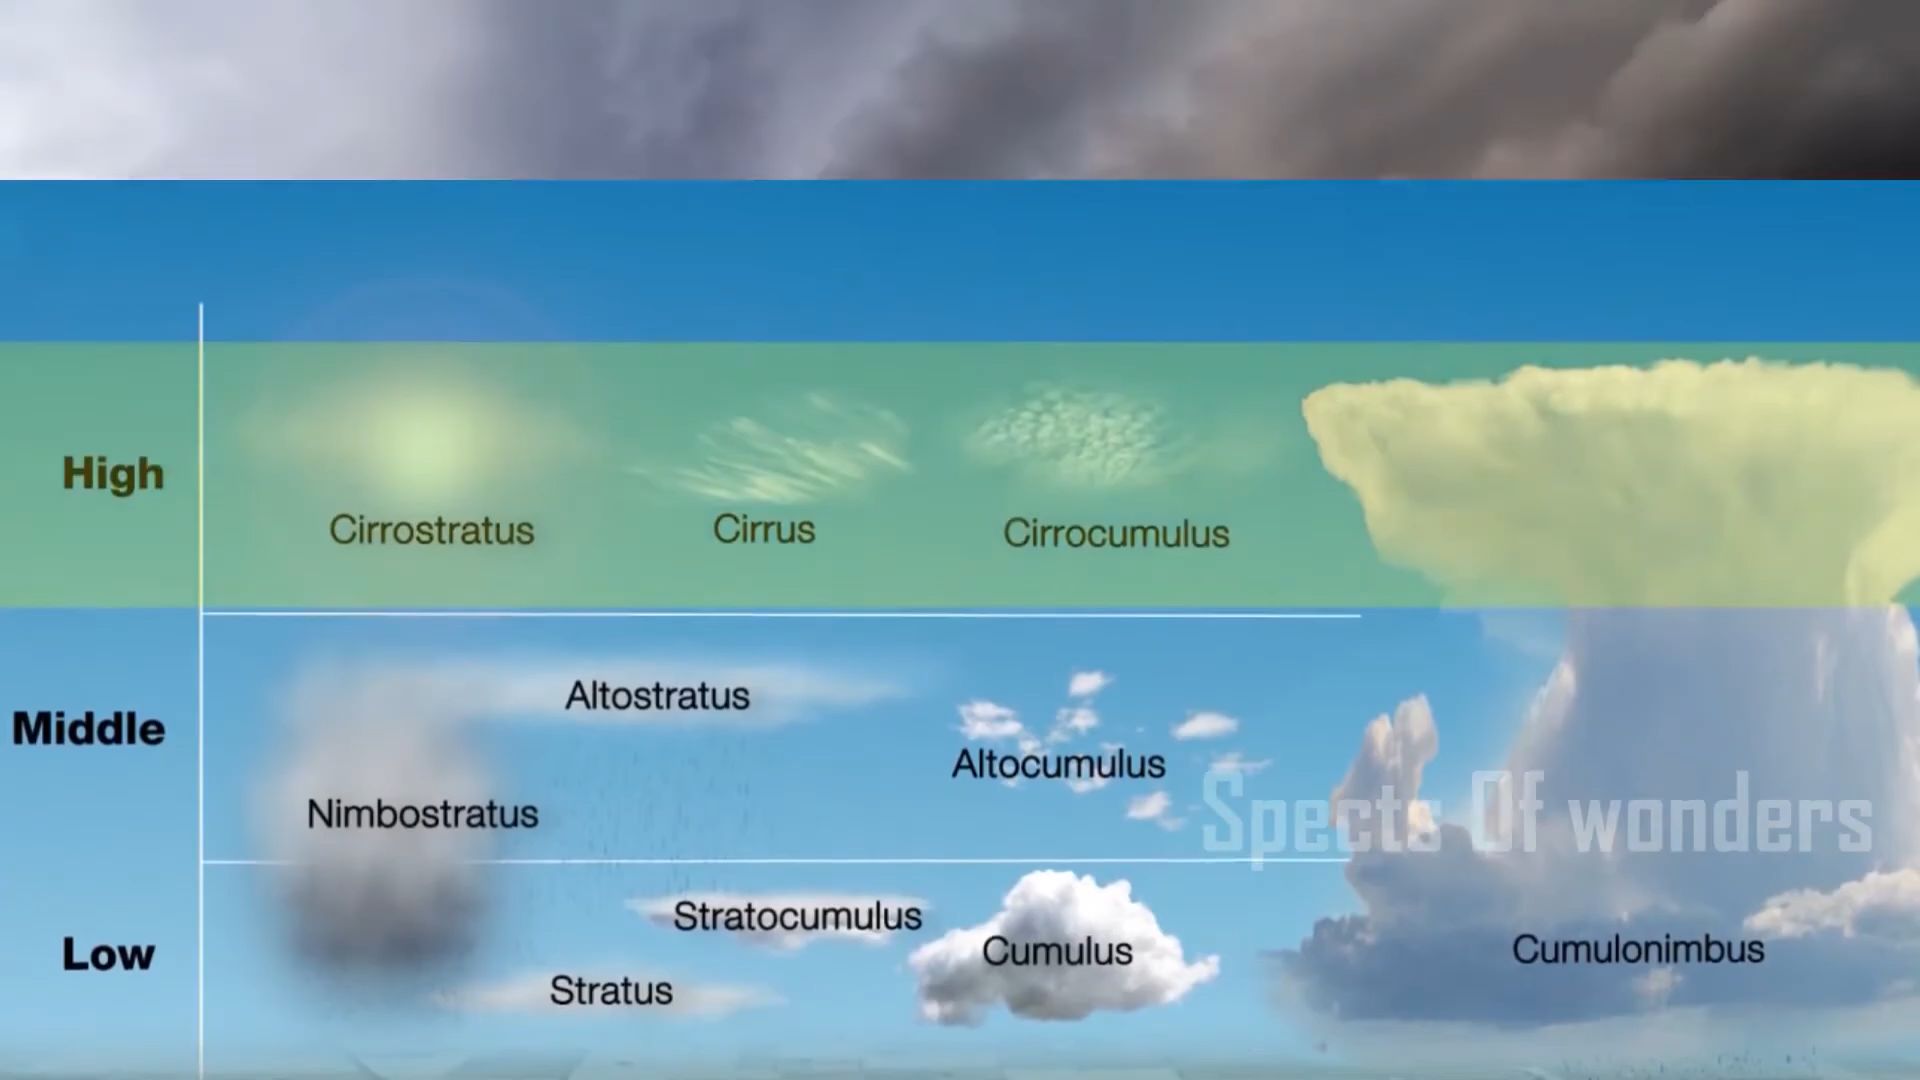 High
Cirrostratus
Cirrus
Cirrocumulus
Middle
Altostratus
Altocumulus
Nimbostratus
Spects Of wonders
Low
Stratocumulus
Cumulus
Cumulonimbus
Stratus